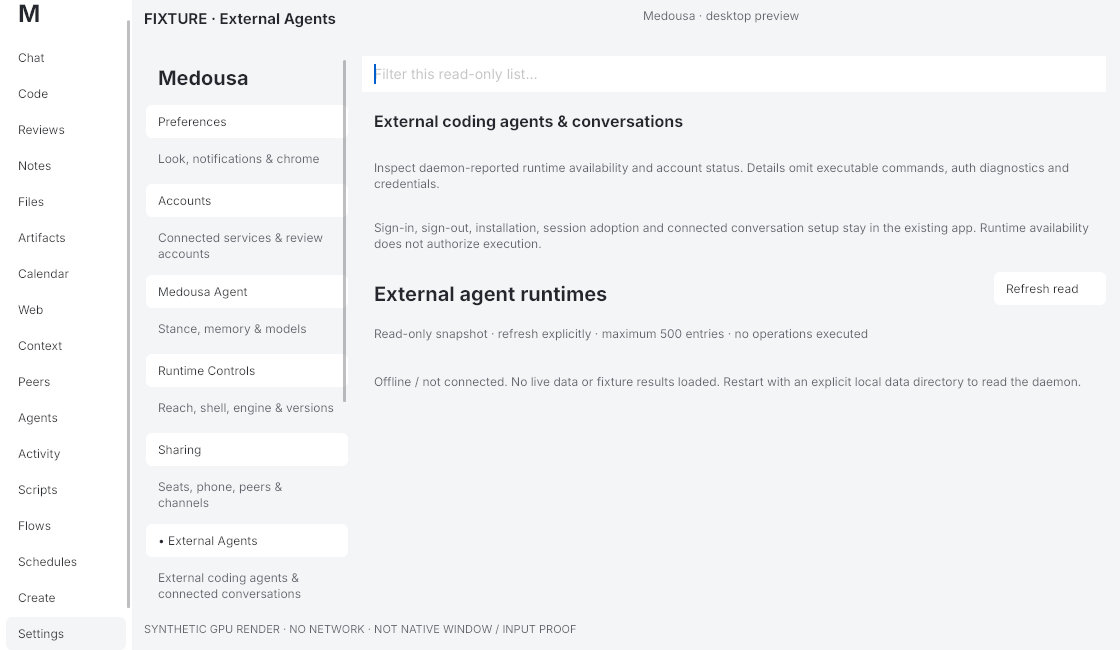 M
Chat
Code
Reviews
Notes
Files
Artifacts
Calendar
Web
Context
Peers
Agents
Activity
Scripts
Flows
Schedules
Create
Settings
FIXTURE · External Agents
Medousa · desktop preview
Medousa
Preferences
Look, notifications & chrome
Accounts
Connected services & review
accounts
Medousa Agent
Stance, memory & models
Runtime Controls
Reach, shell, engine & versions
Sharing
Seats, phone, peers &
channels
• External Agents
External coding agents &
connected conversations
Filter this read-only list...
External coding agents & conversations
Inspect daemon-reported runtime availability and account status. Details omit executable commands, auth diagnostics and
credentials.
Sign-in, sign-out, installation, session adoption and connected conversation setup stay in the existing app. Runtime availability
does not authorize execution.
External agent runtimes
Refresh read
Read-only snapshot · refresh explicitly · maximum 500 entries · no operations executed
Offline / not connected. No live data or fixture results loaded. Restart with an explicit local data directory to read the daemon.
SYNTHETIC GPU RENDER · NO NETWORK · NOT NATIVE WINDOW / INPUT PROOF